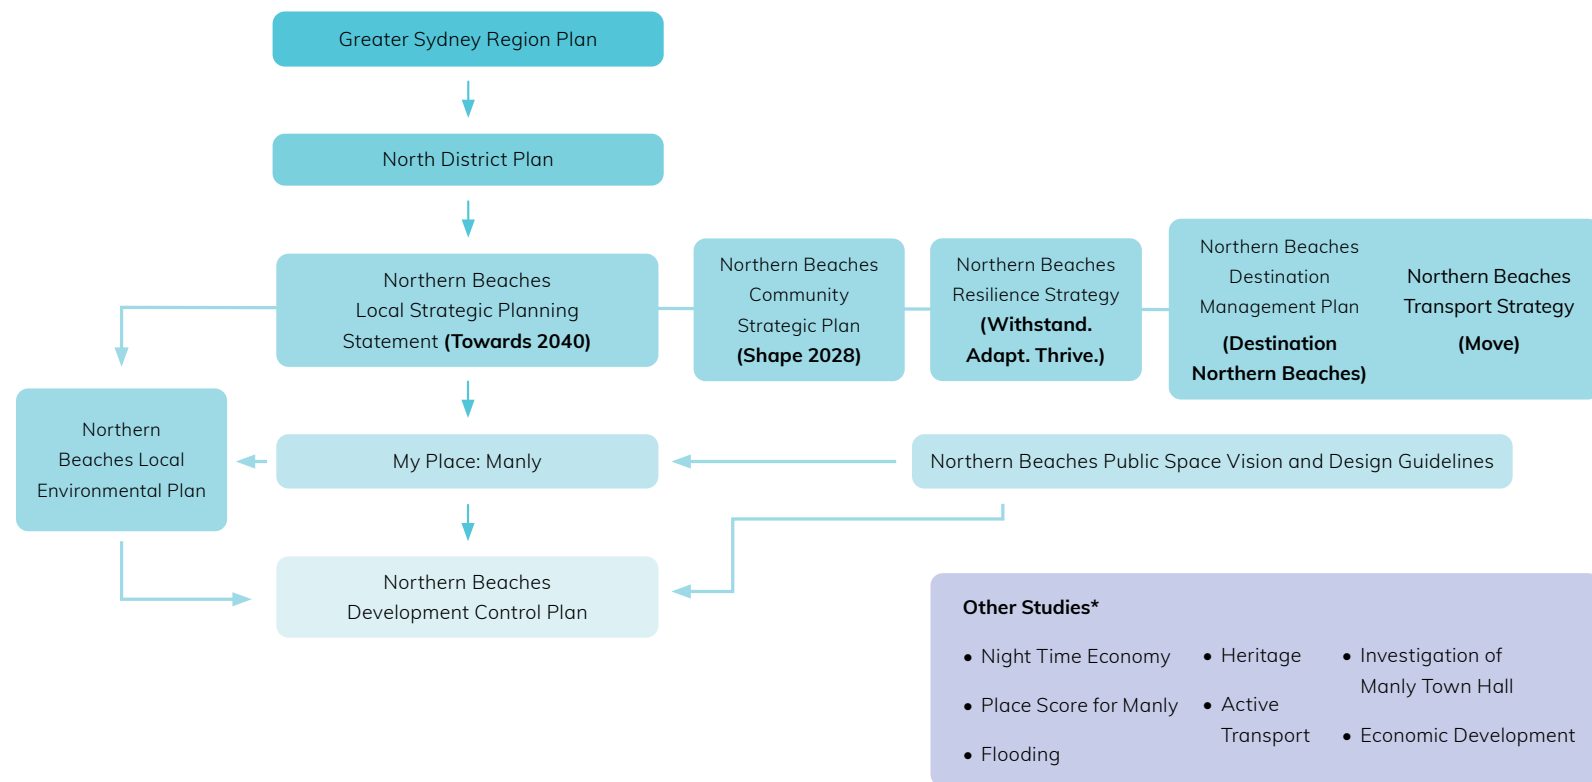 Greater Sydney Region Plan
North District Plan
Northern Beaches
Local Strategic Planning
Statement (Towards 2040)
Northern Beaches
Community
Strategic Plan
(Shape 2028)
Northern Beaches
Resilience Strategy
(Withstand.
Adapt. Thrive.)
Northern Beaches
Destination
Management Plan
(Destination
Northern Beaches)
Northern Beaches
Transport Strategy
(Move)
Northern
Beaches Local
Environmental Plan
My Place: Manly
Northern Beaches Public Space Vision and Design Guidelines
Northern Beaches
Development Control Plan
Other Studies*
• Night Time Economy
• Place Score for Manly
• Flooding
• Heritage
• Active
Transport
• Investigation of
Manly Town Hall
• Economic Development